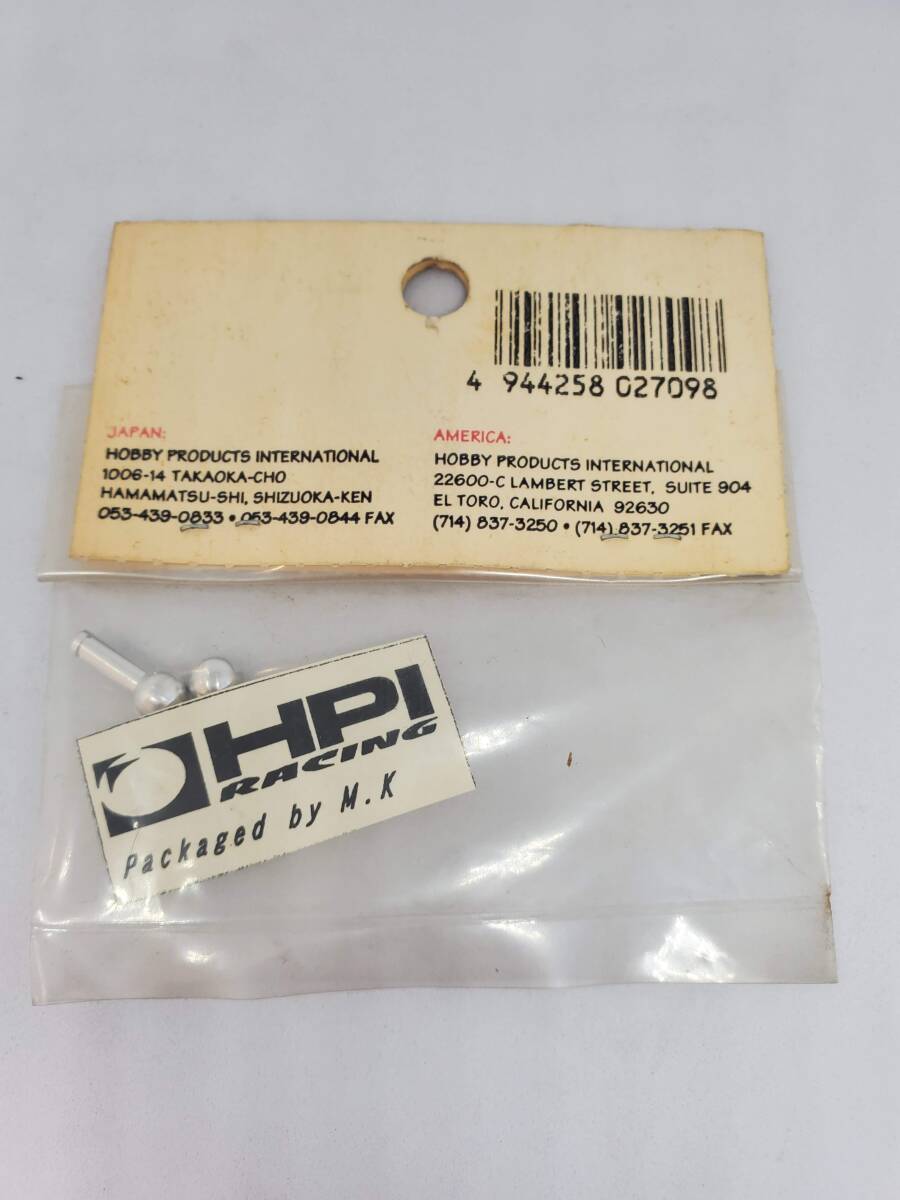 4 944258 027098
JAPAN:
HOBBY PRODUCTS INTERNATIONAL
1006-14 TAKAOKA-CHO
HAMAMATSU-SHI, SHIZUOKA-KEN
053-439-0833 • 053-439-0844 FAX
AMERICA:
HOBBY PRODUCTS INTERNATIONAL
22600-C LAMBERT STREET, SUITE 904
EL TORO, CALIFORNIA 92630
(714) 837-3250 • (714) 837-3251 FAX
HPI
RACING
Packaged by M.K